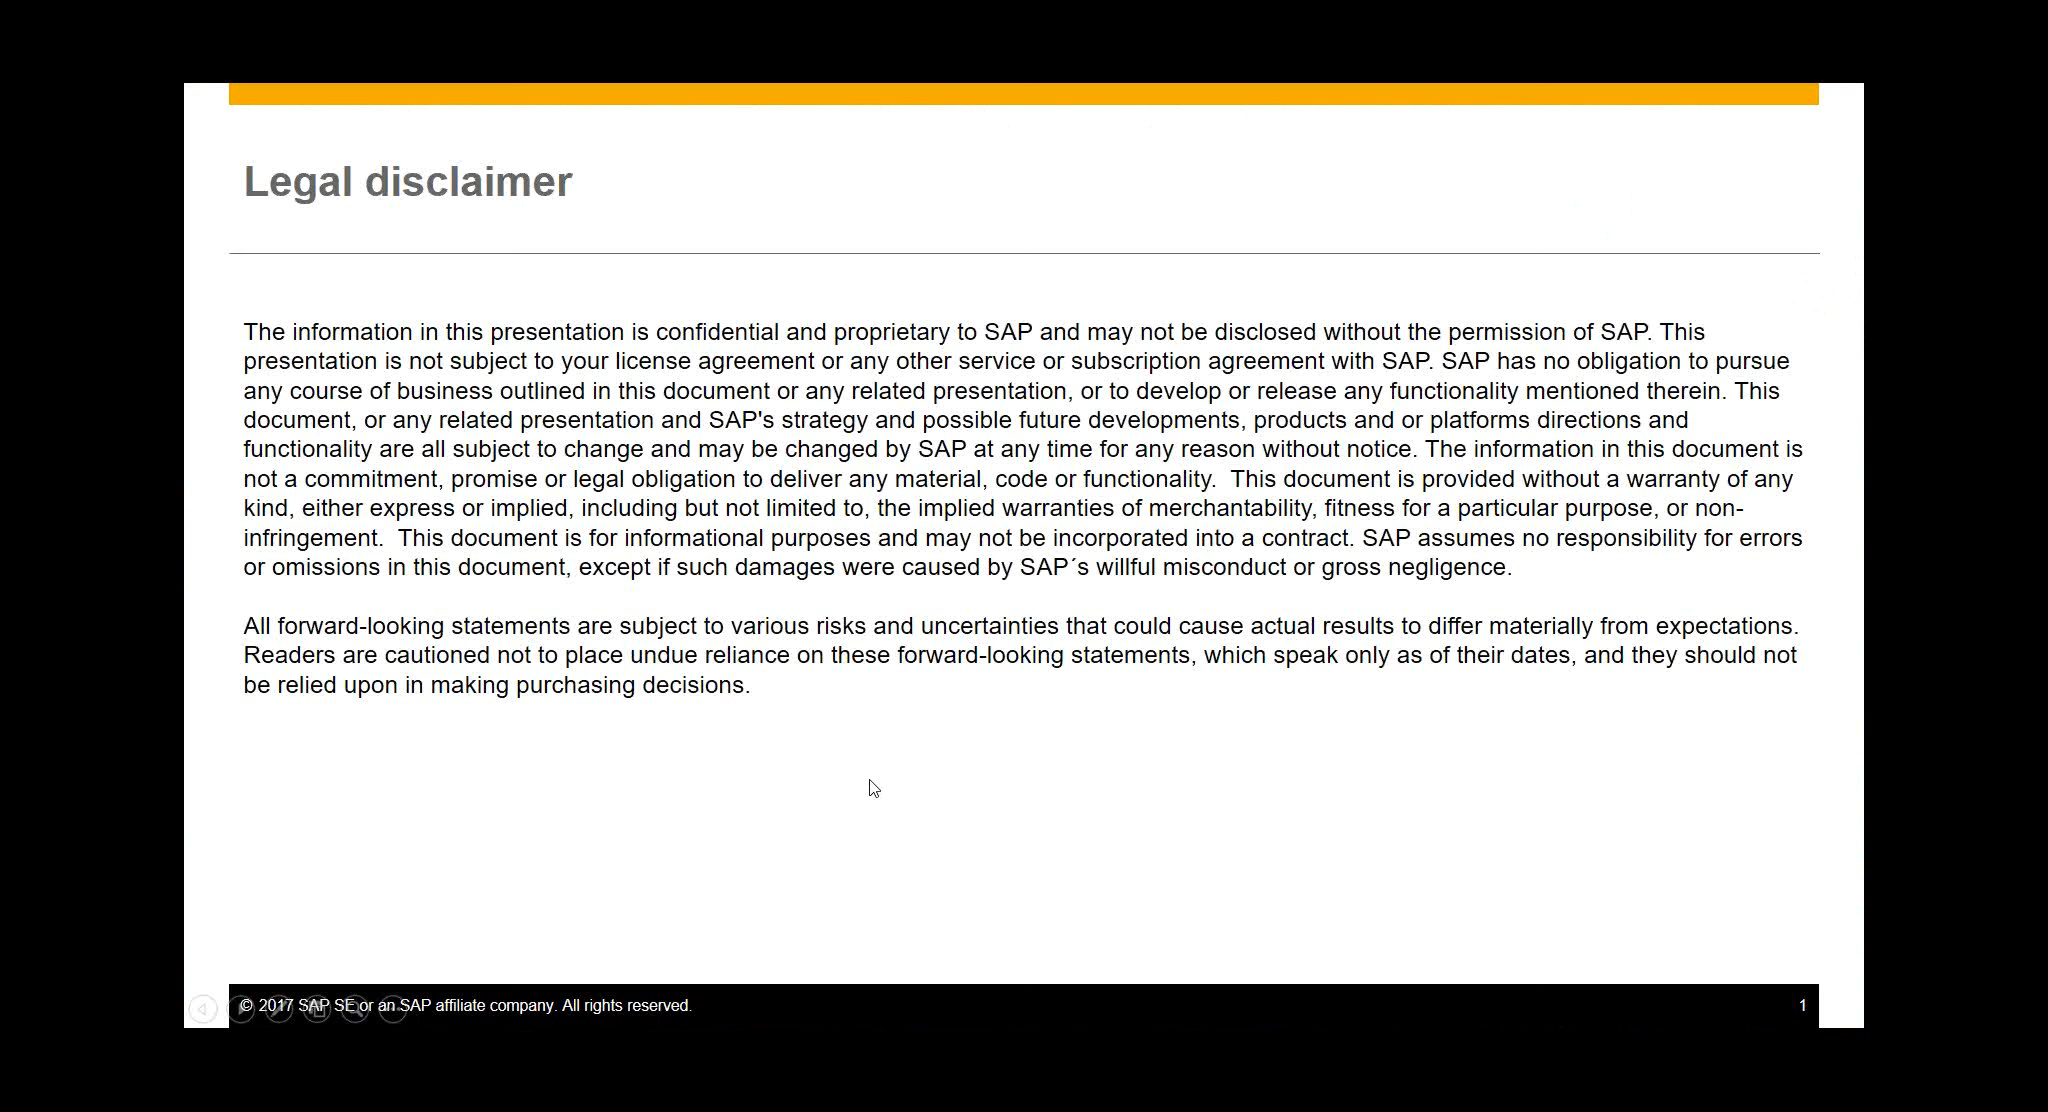 Legal disclaimer
The information in this presentation is confidential and proprietary to SAP and may not be disclosed without the permission of SAP. This
presentation is not subject to your license agreement or any other service or subscription agreement with SAP. SAP has no obligation to pursue
any course of business outlined in this document or any related presentation, or to develop or release any functionality mentioned therein. This
document, or any related presentation and SAP's strategy and possible future developments, products and or platforms directions and
functionality are all subject to change and may be changed by SAP at any time for any reason without notice. The information in this document is
not a commitment, promise or legal obligation to deliver any material, code or functionality.  This document is provided without a warranty of any
kind, either express or implied, including but not limited to, the implied warranties of merchantability, fitness for a particular purpose, or non-
infringement.  This document is for informational purposes and may not be incorporated into a contract. SAP assumes no responsibility for errors
or omissions in this document, except if such damages were caused by SAP´s willful misconduct or gross negligence.
All forward-looking statements are subject to various risks and uncertainties that could cause actual results to differ materially from expectations.
Readers are cautioned not to place undue reliance on these forward-looking statements, which speak only as of their dates, and they should not
be relied upon in making purchasing decisions.
© 2017 SAP SE or an SAP affiliate company. All rights reserved.
1